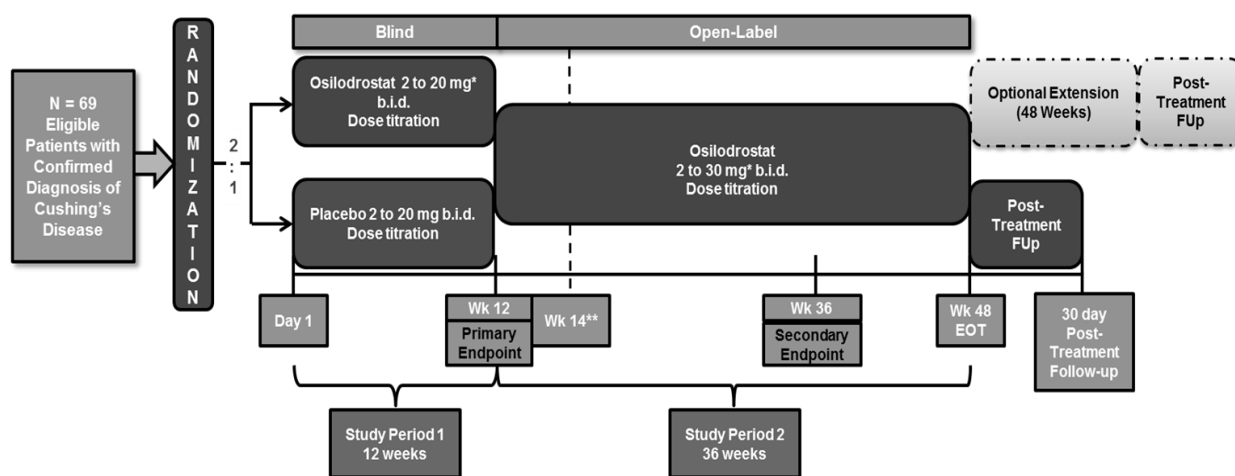 Blind
Open-Label
N = 69
Eligible
Patients with
Confirmed
Diagnosis of
Cushing's
Disease
R
A
N
D
O
M
I
Z
A
T
I
O
N
2
:
1
Osilodrostat 2 to 20 mg*
b.i.d.
Dose titration
Placebo 2 to 20 mg b.i.d.
Dose titration
Osilodrostat
2 to 30 mg* b.i.d.
Dose titration
Optional Extension
(48 Weeks)
Post-
Treatment
FUp
Post-
Treatment
FUp
Day 1
Wk 12
Primary
Endpoint
Wk 14**
Wk 36
Secondary
Endpoint
Wk 48
EOT
30 day
Post-
Treatment
Follow-up
Study Period 1
12 weeks
Study Period 2
36 weeks